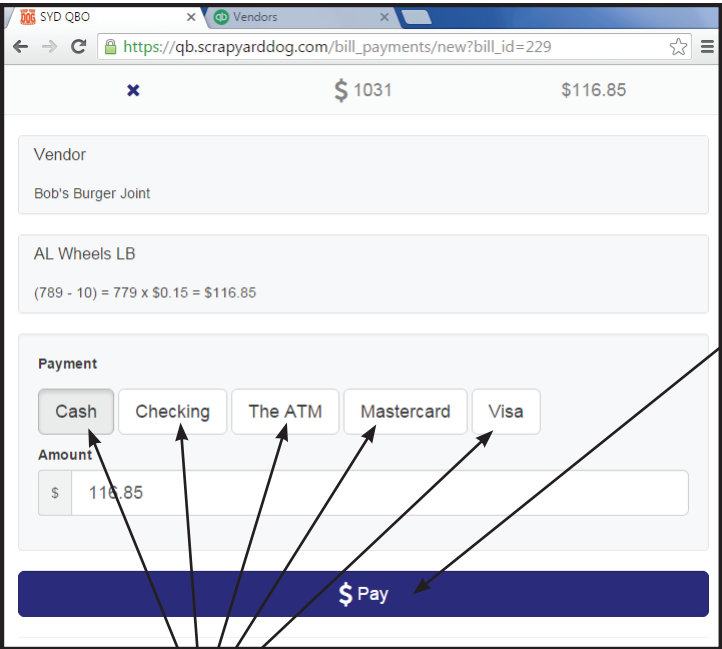 DOG SYD QBO × Vendors ×
https://qb.scrapyarddog.com/bill_payments/new?bill_id=229
× $ 1031 $116.85
Vendor
Bob's Burger Joint
AL Wheels LB
(789 - 10) = 779 x $0.15 = $116.85
Payment
Cash Checking The ATM Mastercard Visa
Amount
$ 116.85
$ Pay